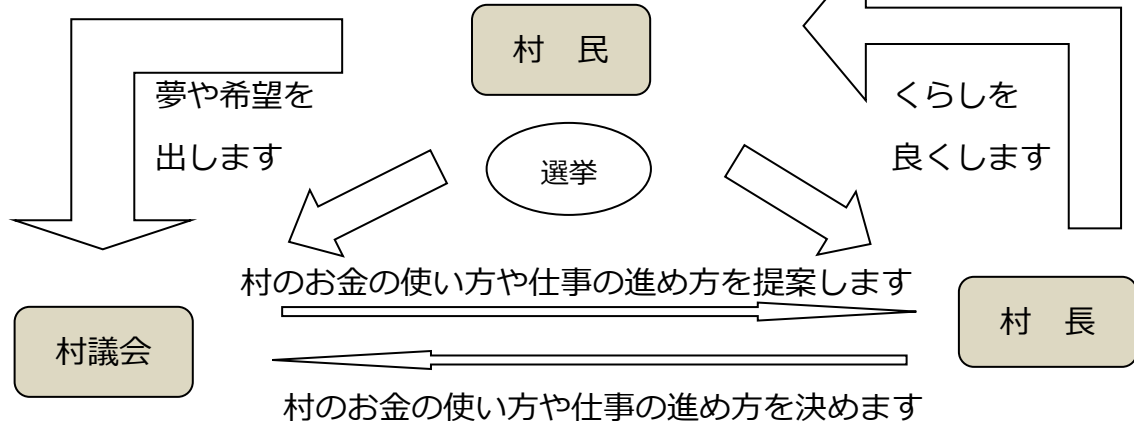 村　民
夢や希望を
出します
選挙
くらしを
良くします
村のお金の使い方や仕事の進め方を提案します
村議会
村　長
村のお金の使い方や仕事の進め方を決めます